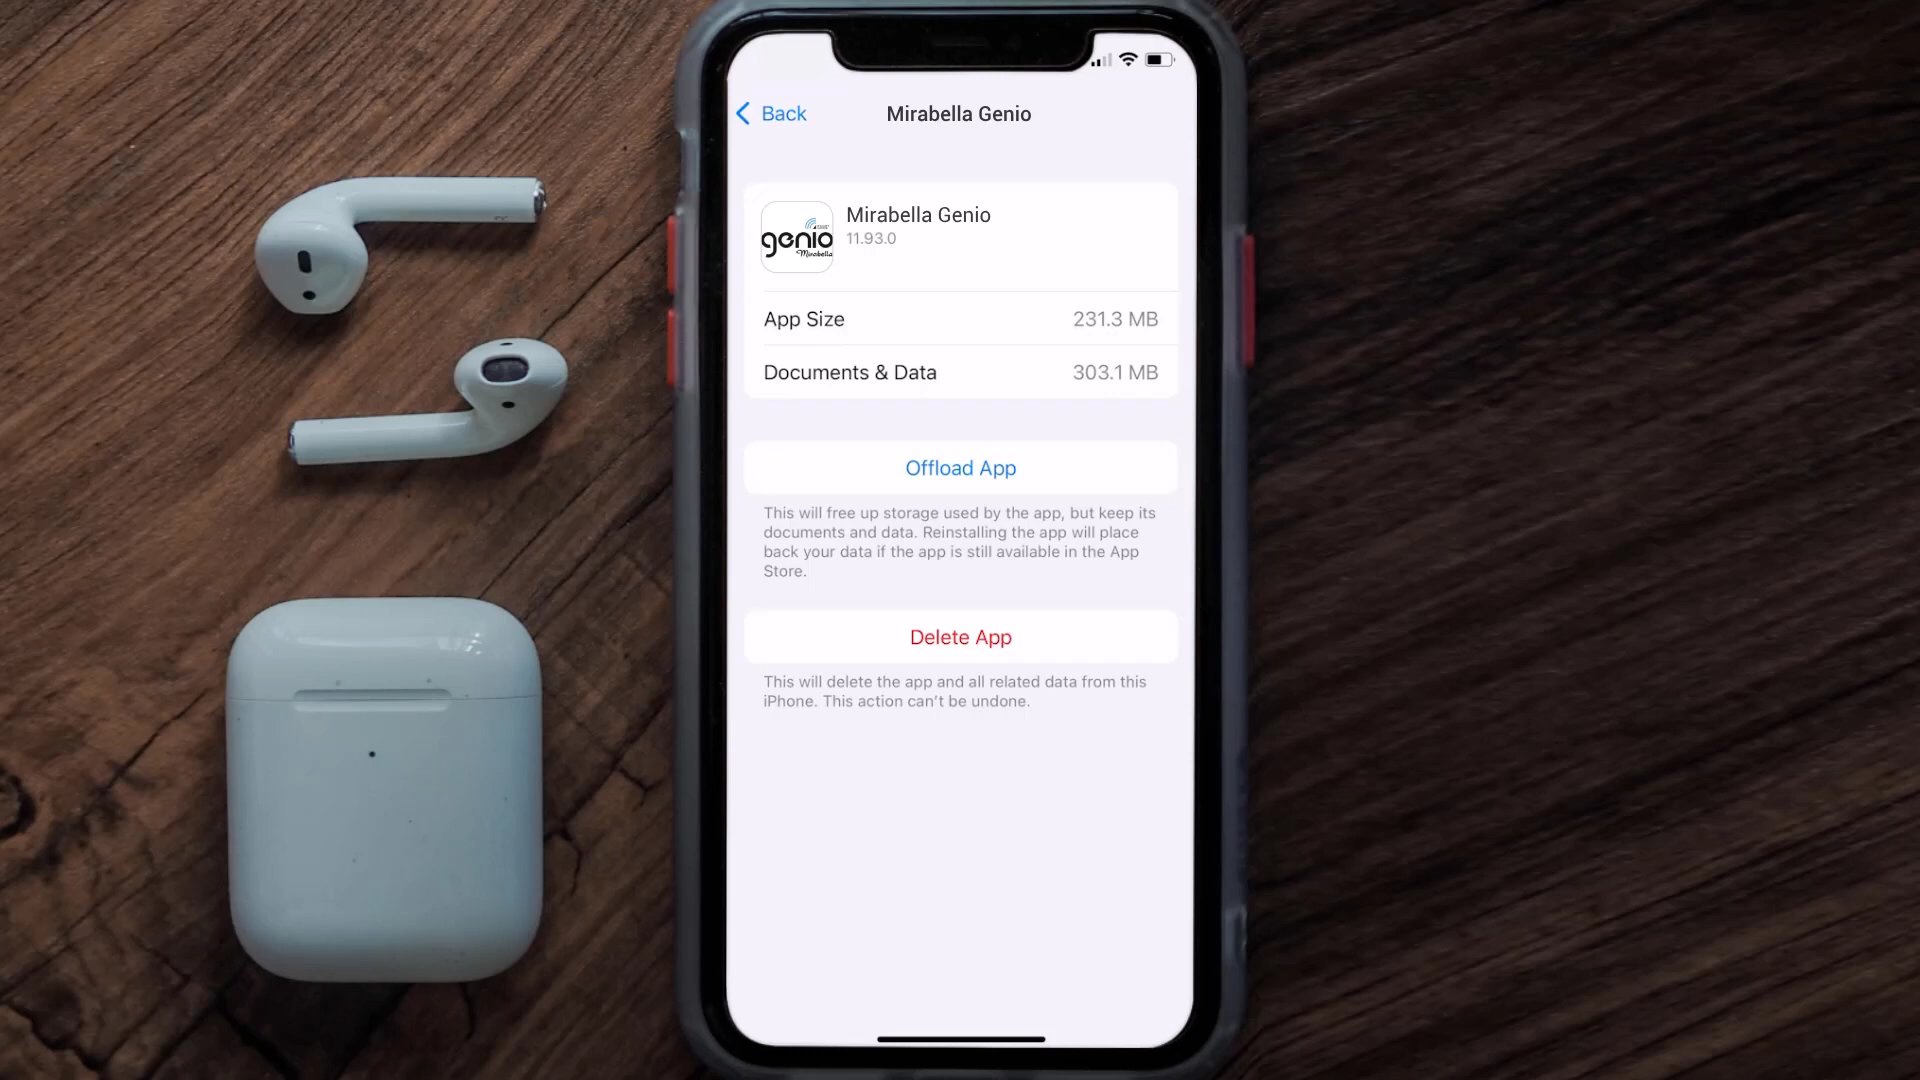 Back
Mirabella Genio
genio
Mirabella
Mirabella Genio
11.93.0
App Size 231.3 MB
Documents & Data 303.1 MB
Offload App
This will free up storage used by the app, but keep its
documents and data. Reinstalling the app will place
back your data if the app is still available in the App
Store.
Delete App
This will delete the app and all related data from this
iPhone. This action can’t be undone.